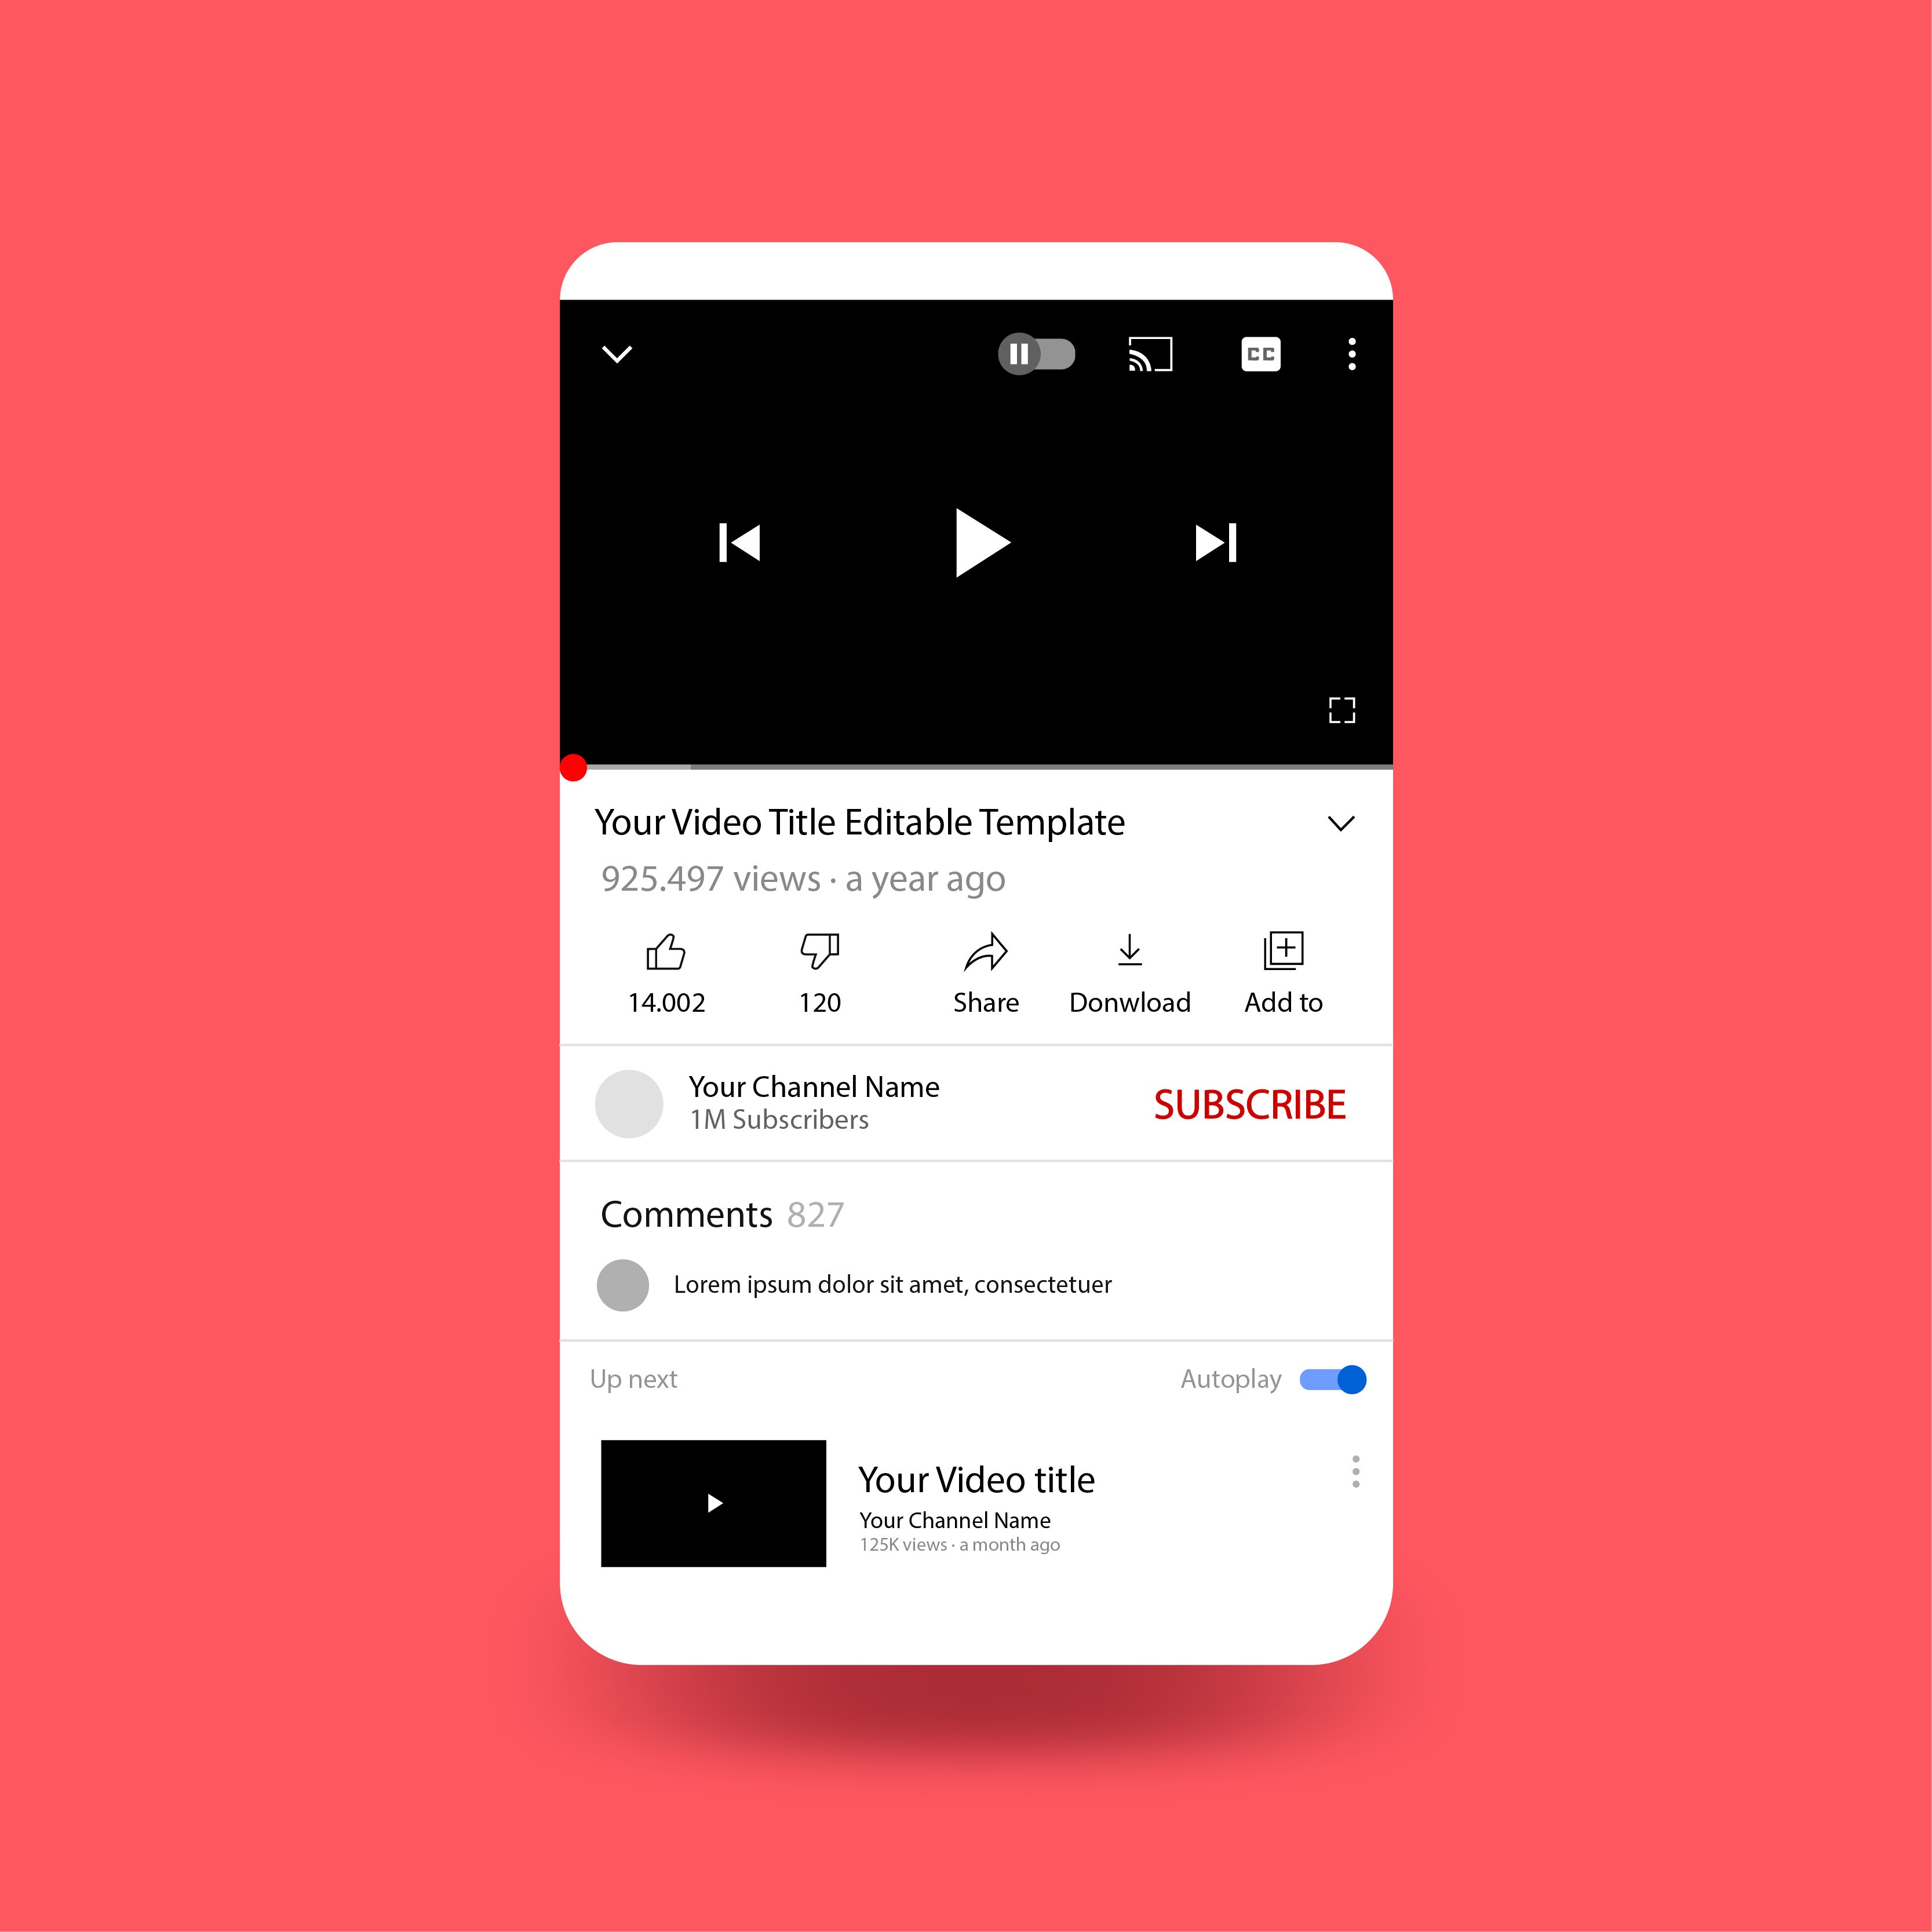 CC
Your Video Title Editable Template
925.497 views · a year ago
14.002 120 Share Donwload Add to
Your Channel Name
1M Subscribers
SUBSCRIBE
Comments 827
Lorem ipsum dolor sit amet, consectetuer
Up next Autoplay
Your Video title
Your Channel Name
125K views · a month ago